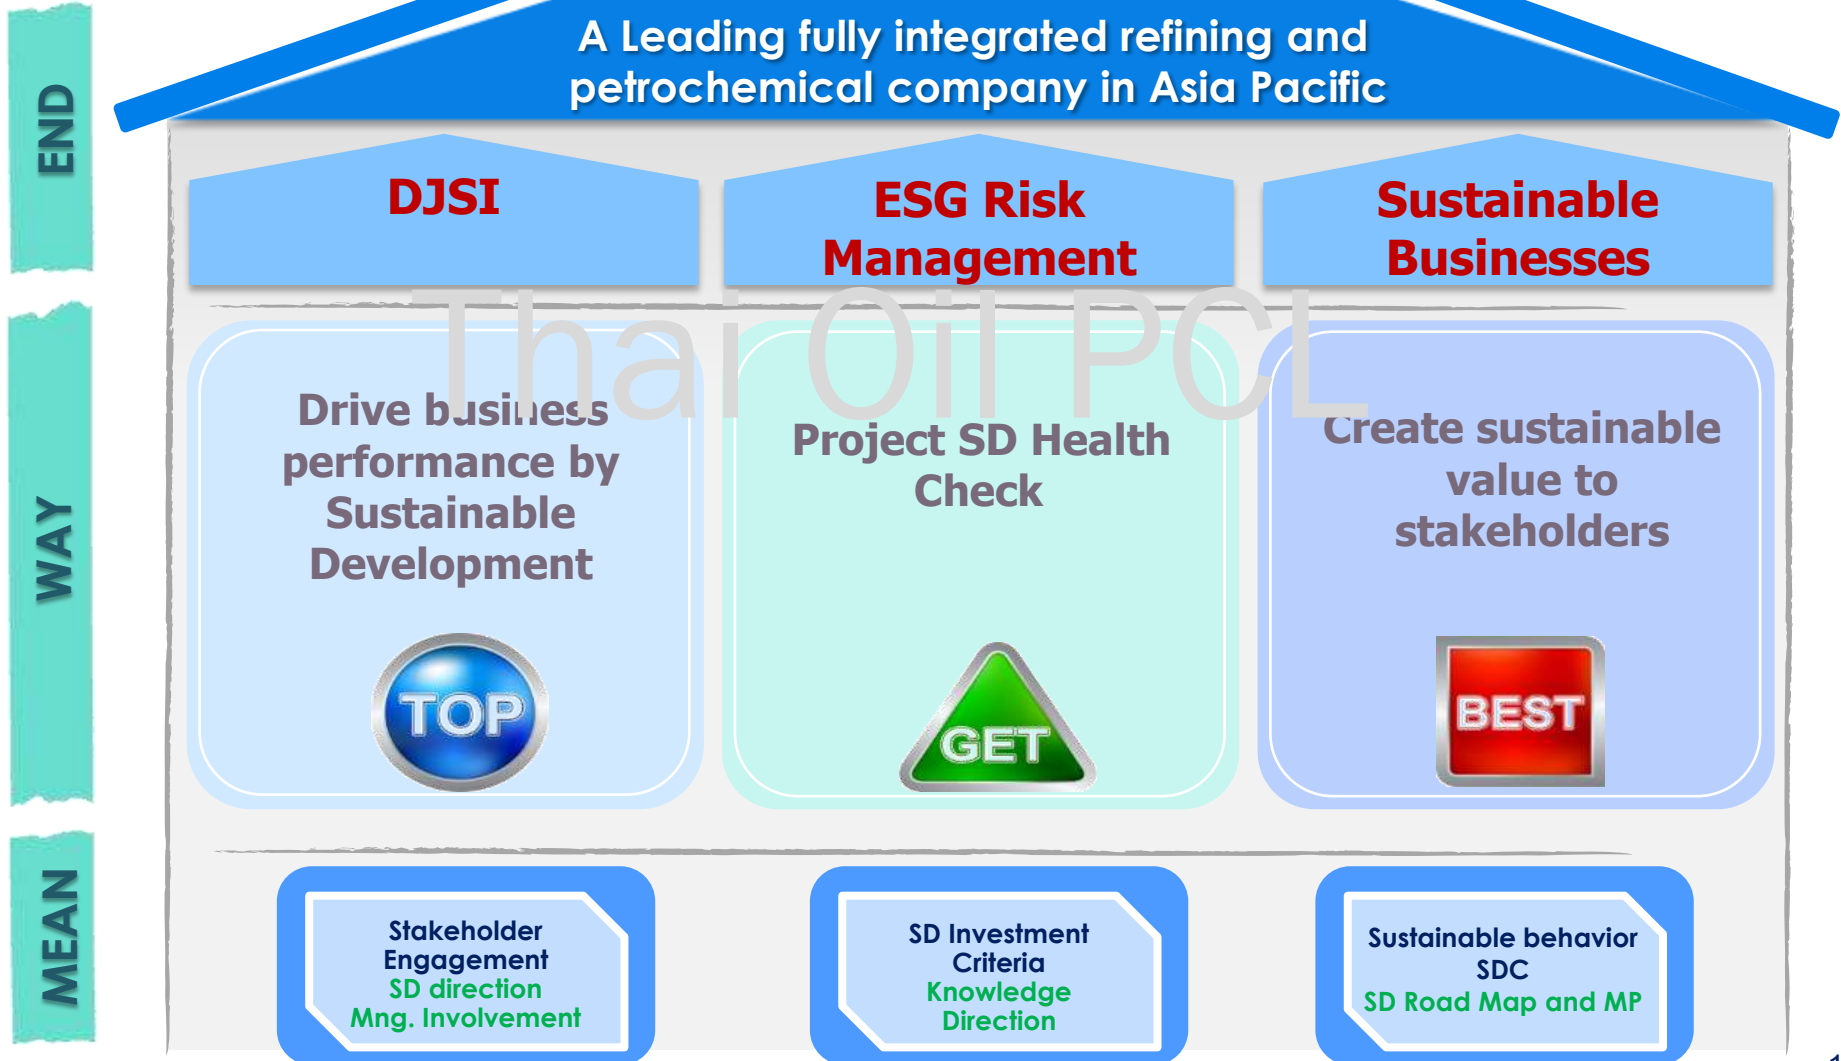 A Leading fully integrated refining and
petrochemical company in Asia Pacific
END
DJSI
ESG Risk
Management
Sustainable
Businesses
Thai Oil PCL
WAY
Drive business
performance by
Sustainable
Development
TOP
Project SD Health
Check
GET
Create sustainable
value to
stakeholders
BEST
MEAN
Stakeholder
Engagement
SD direction
Mng. Involvement
SD Investment
Criteria
Knowledge
Direction
Sustainable behavior
SDC
SD Road Map and MP